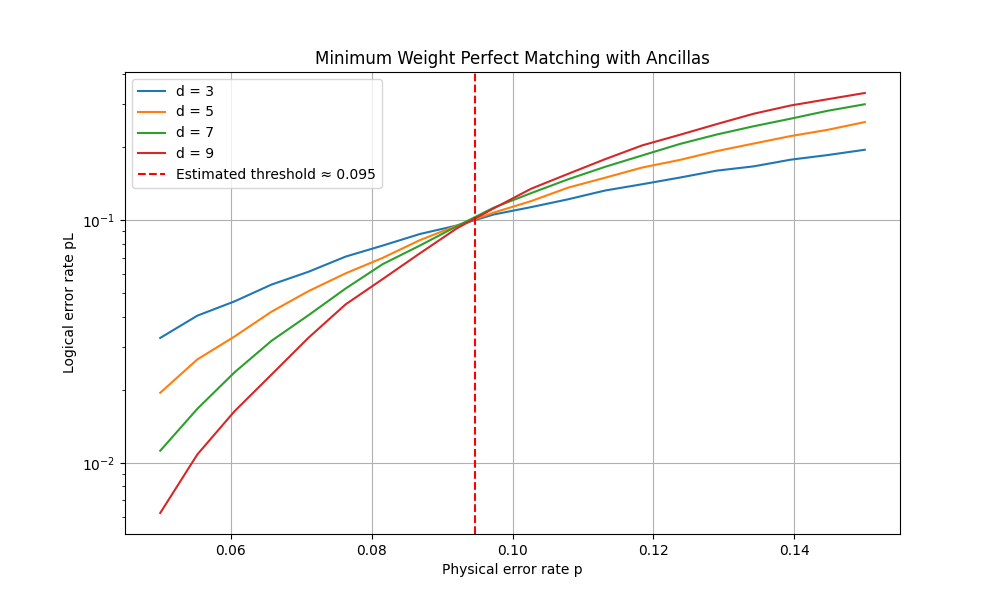 Minimum Weight Perfect Matching with Ancillas
d = 3
d = 5
d = 7
d = 9
Estimated threshold ≈ 0.095
10⁻¹
10⁻²
Logical error rate pL
0.06 0.08 0.10 0.12 0.14
Physical error rate p